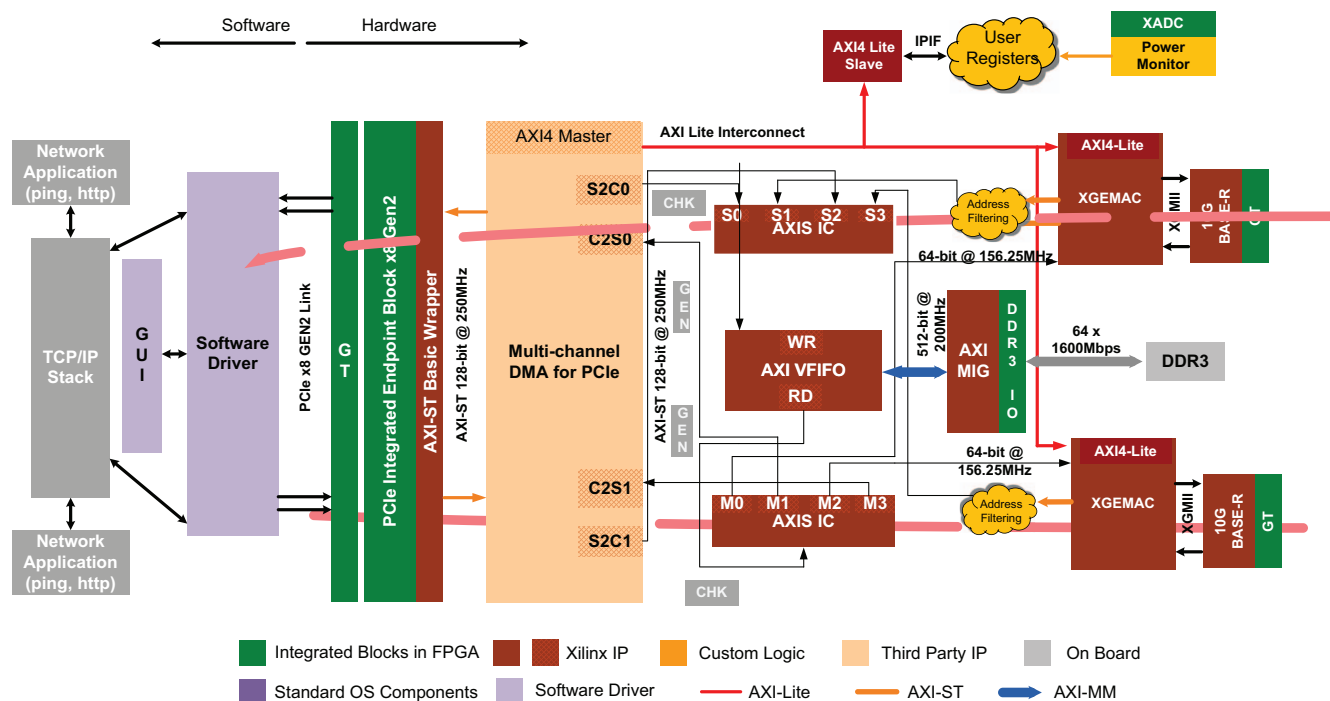 Software
Hardware
XADC
Power
Monitor
AXI4 Lite
Slave
IPIF
User
Registers
Network
Application
(ping, http)
AXI4 Master
AXI Lite Interconnect
AXI4-Lite
XGEMAC
XGMII
BASE-R
S2C0
CHK
S0 S1 S2 S3
AXIS IC
Address
Filtering
C2S0
64-bit @ 156.25MHz
TCP/IP
Stack
GUI
Software
Driver
PCIe x8 GEN2 Link
GT
PCIe Integrated Endpoint Block x8 Gen2
AXI-ST Basic Wrapper
AXI-ST 128-bit @ 250MHz
Multi-channel
DMA for PCIe
AXI-ST 128-bit @ 250MHz
GEN
GEN
WR
AXI VFIFO
RD
512-bit @
200MHz
AXI
MIG
DDR3 IO
64 x
1600Mbps
DDR3
64-bit @
156.25MHz
AXI4-Lite
XGEMAC
XGMII
10G
BASE-R
GT
C2S1
M0 M1 M2 M3
AXIS IC
Address
Filtering
S2C1
CHK
Network
Application
(ping, http)
Integrated Blocks in FPGA
Xilinx IP
Custom Logic
Third Party IP
On Board
Standard OS Components
Software Driver
AXI-Lite
AXI-ST
AXI-MM